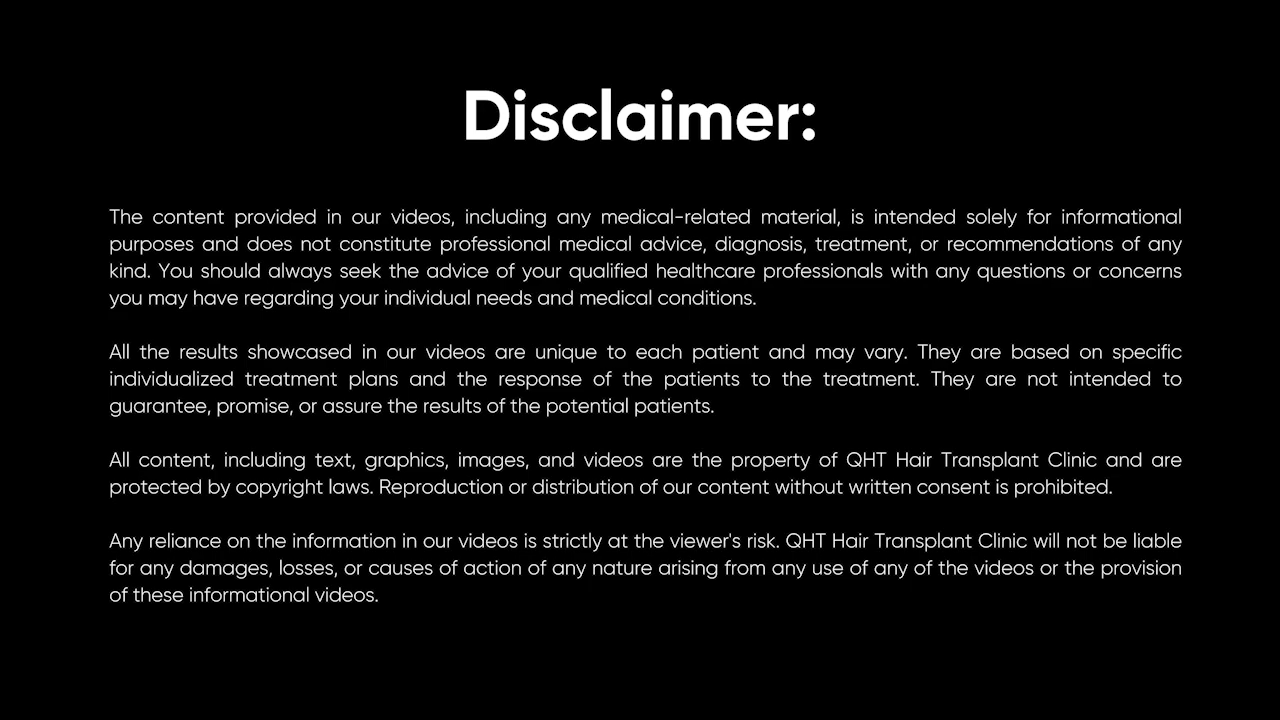 Disclaimer:
The content provided in our videos, including any medical-related material, is intended solely for informational
purposes and does not constitute professional medical advice, diagnosis, treatment, or recommendations of any
kind. You should always seek the advice of your qualified healthcare professionals with any questions or concerns
you may have regarding your individual needs and medical conditions.
All the results showcased in our videos are unique to each patient and may vary. They are based on specific
individualized treatment plans and the response of the patients to the treatment. They are not intended to
guarantee, promise, or assure the results of the potential patients.
All content, including text, graphics, images, and videos are the property of QHT Hair Transplant Clinic and are
protected by copyright laws. Reproduction or distribution of our content without written consent is prohibited.
Any reliance on the information in our videos is strictly at the viewer's risk. QHT Hair Transplant Clinic will not be liable
for any damages, losses, or causes of action of any nature arising from any use of any of the videos or the provision
of these informational videos.